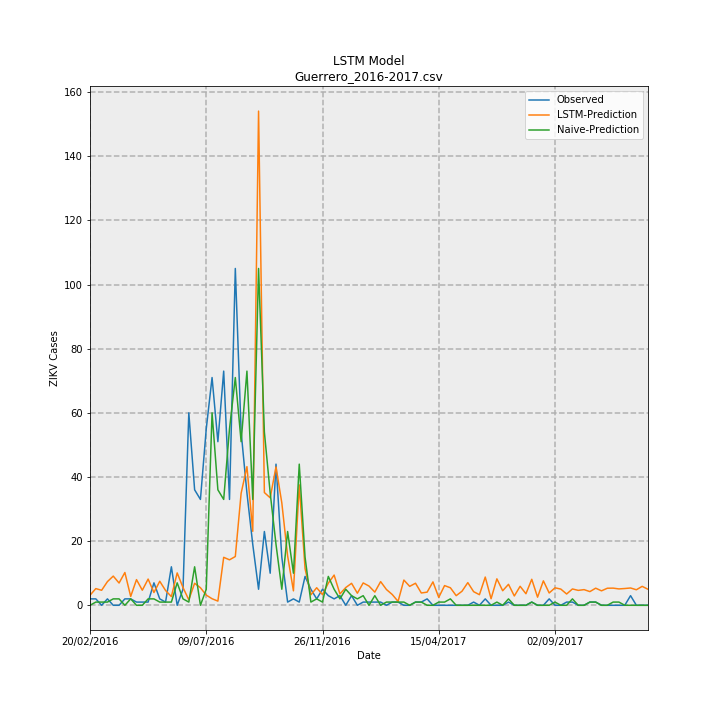 LSTM Model
Guerrero_2016-2017.csv
Observed
LSTM-Prediction
Naive-Prediction
160
140
120
100
80
60
40
20
0
ZIKV Cases
20/02/2016 09/07/2016 26/11/2016 15/04/2017 02/09/2017
Date